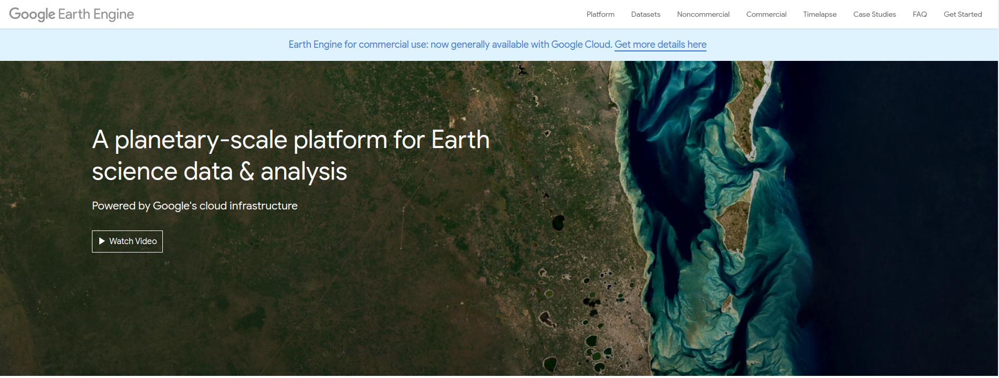 Google Earth Engine
Platform Datasets Noncommercial Commercial Timelapse Case Studies FAQ Get Started
Earth Engine for commercial use: now generally available with Google Cloud. Get more details here
A planetary-scale platform for Earth
science data & analysis
Powered by Google's cloud infrastructure
Watch Video